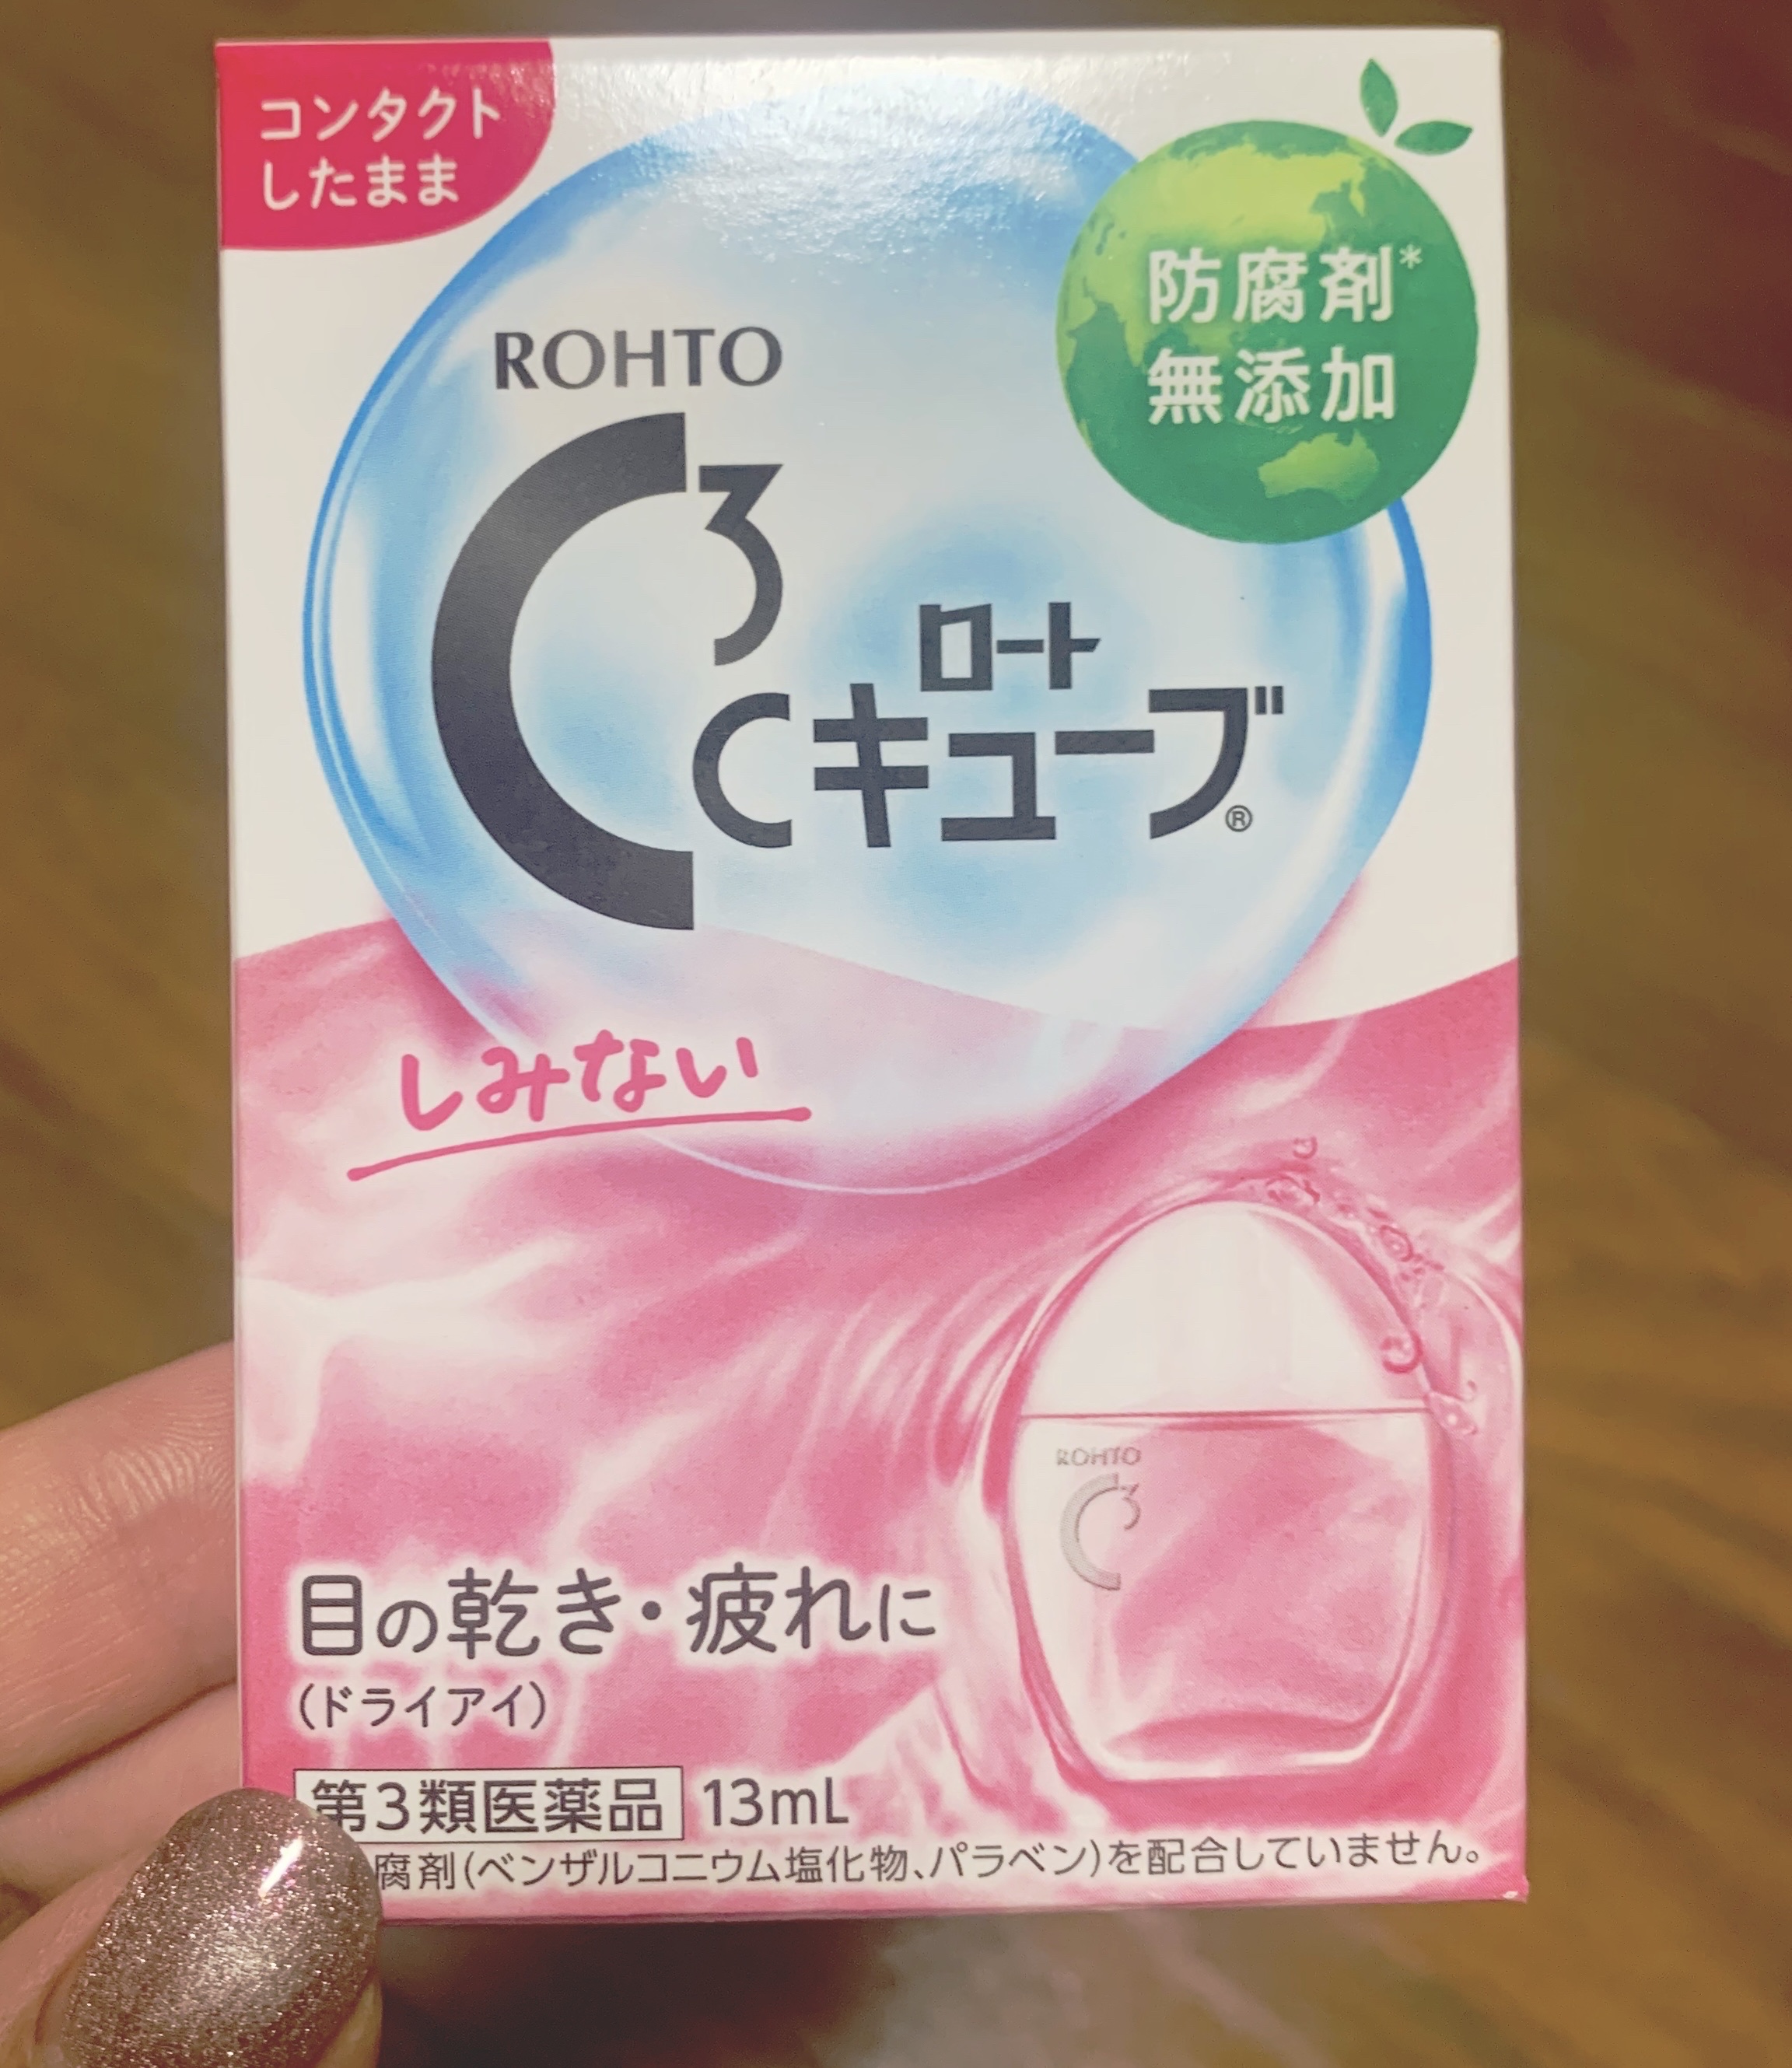 コンタクト
したまま
防腐剤*
無添加
ROHTO
C3
ロート
Cキューブ®
しみない
ROHTO
C3
目の乾き・疲れに
(ドライアイ)
第3類医薬品 13mL
腐剤(ベンザルコニウム塩化物、パラベン)を配合していません。